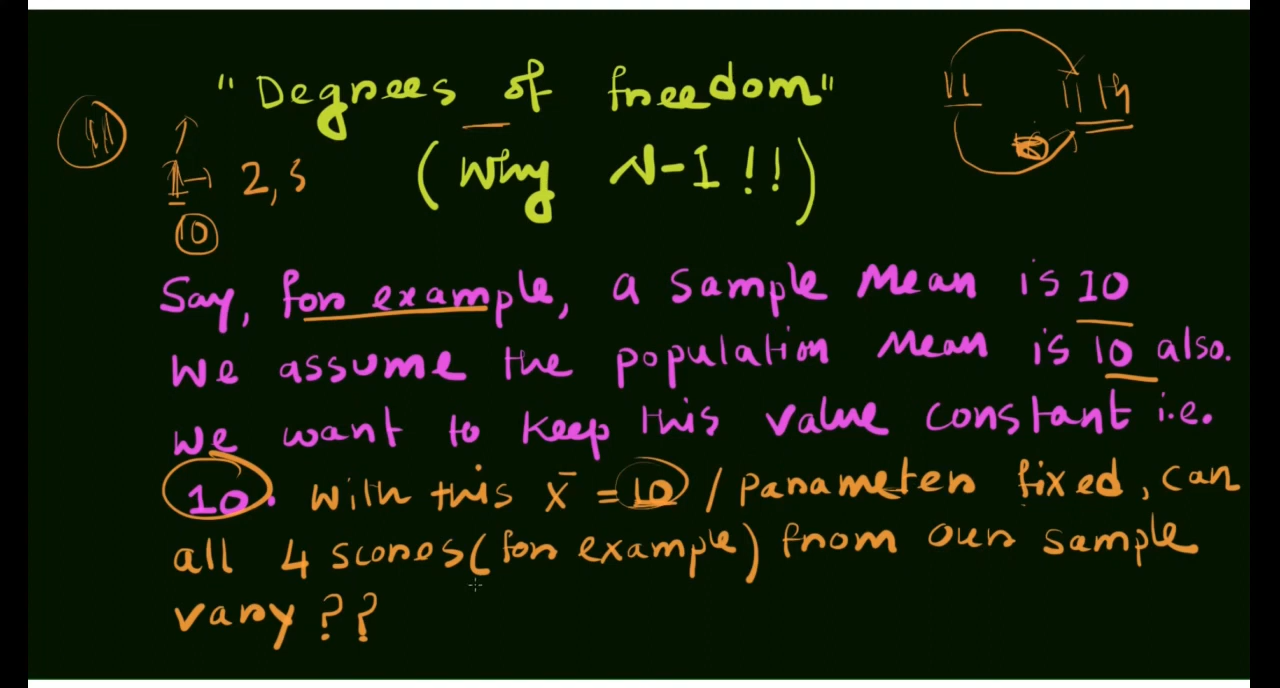 "Degrees of freedom"
(Why N-1!!)
2, 3
10
Say, for example, a sample Mean is 10
We assume the population Mean is 10 also.
We want to keep this value constant i.e.
10. With this x̄ = 10 / parameter fixed, can
all 4 scores (for example) from our sample
vary ??